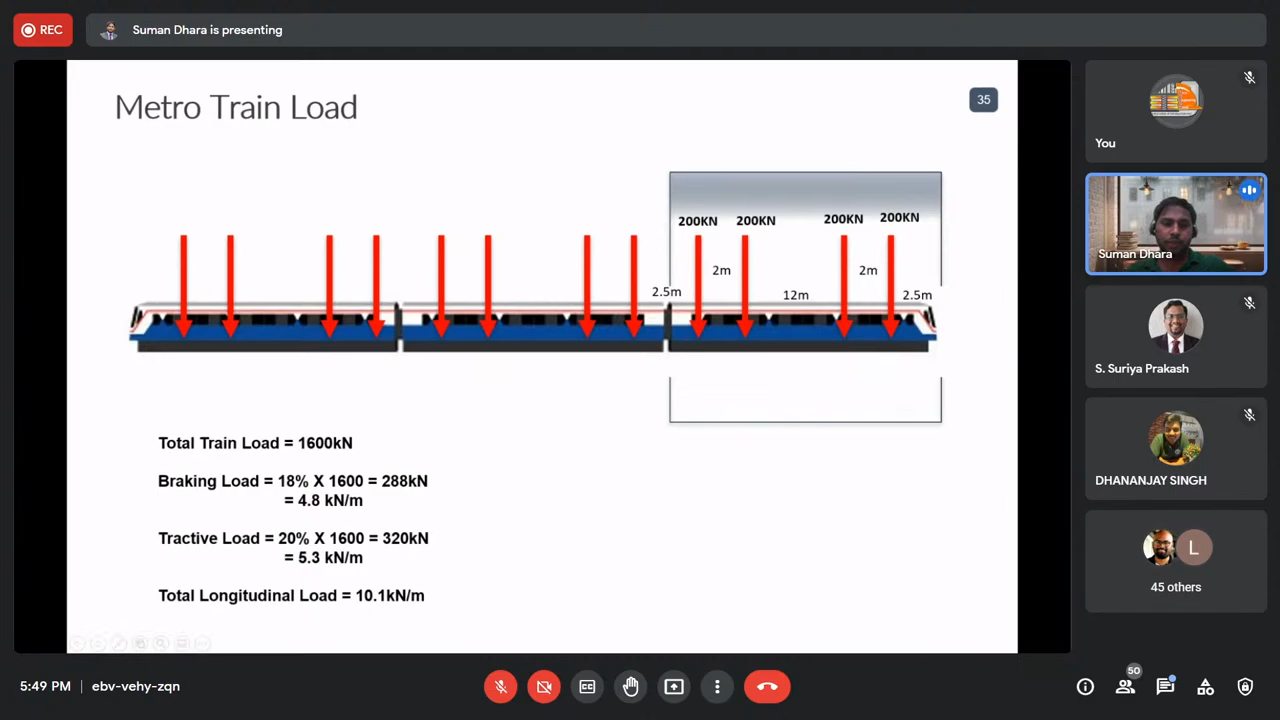 REC
Suman Dhara is presenting
Metro Train Load
35
200KN 200KN 200KN 200KN
2m 2m
2.5m 12m 2.5m
Total Train Load = 1600kN
Braking Load = 18% X 1600 = 288kN
= 4.8 kN/m
Tractive Load = 20% X 1600 = 320kN
= 5.3 kN/m
Total Longitudinal Load = 10.1kN/m
You
Suman Dhara
S. Suriya Prakash
DHANANJAY SINGH
L
45 others
5:49 PM | ebv-vehy-zqn
CC
50